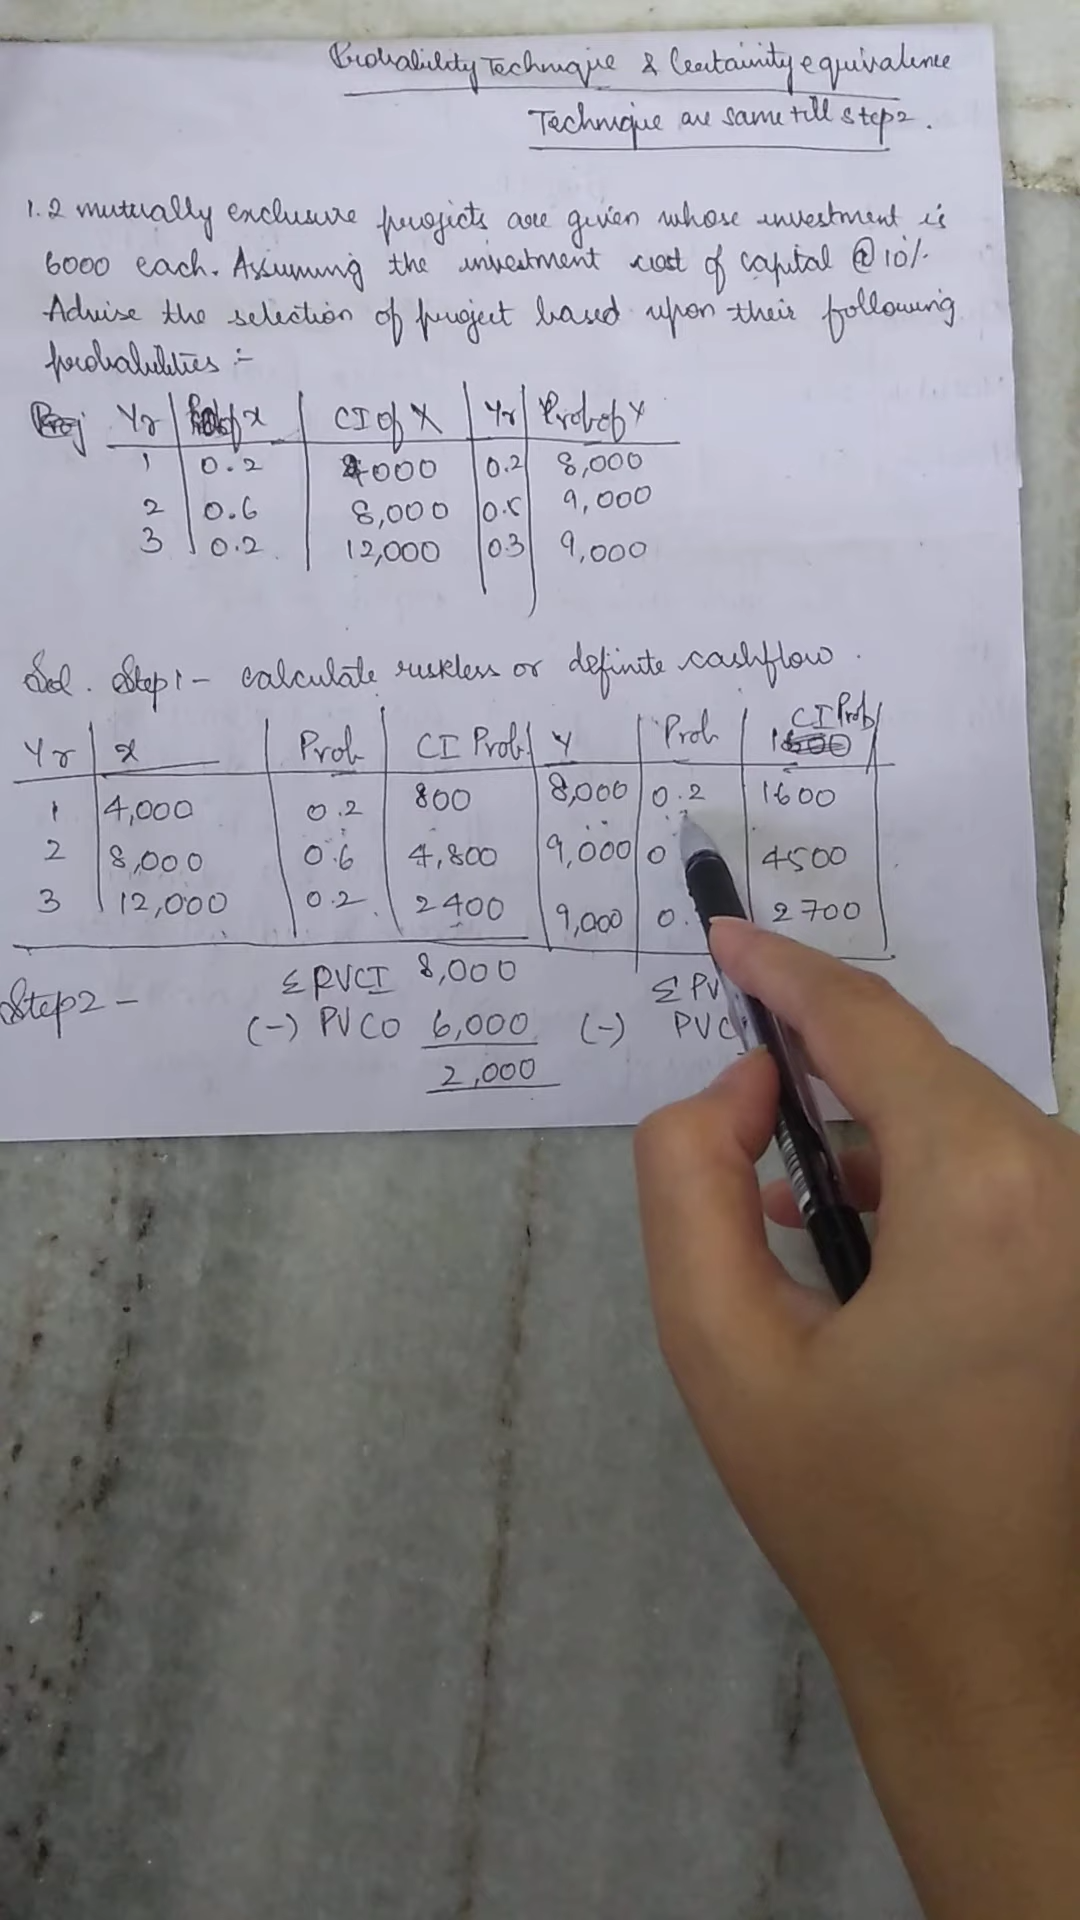 Probability Technique & Certainity equivalence
Technique are same till step 2.
1. 2 mutually exclusive projects are given whose investment is
6000 each. Assuming the investment cost of capital @ 10%.
Advise the selection of project based upon their following
probabilities :-
Yr Prob of x CI of X Yr Prob of Y
1 0.2 4000 0.2 8,000
2 0.6 8,000 0.5 9,000
3 0.2 12,000 0.3 9,000
Sol. Step 1 - calculate riskless or definite cashflow.
Yr x Prob CI Prob Y Prob CI Prob
1 4,000 0.2 800 8,000 0.2 1600
2 8,000 0.6 4,800 9,000 0 4500
3 12,000 0.2 2400 9,000 0. 2700
Step 2 - Σ PVCI 8,000 Σ PV
(-) PVCO 6,000 (-) PVC
2,000